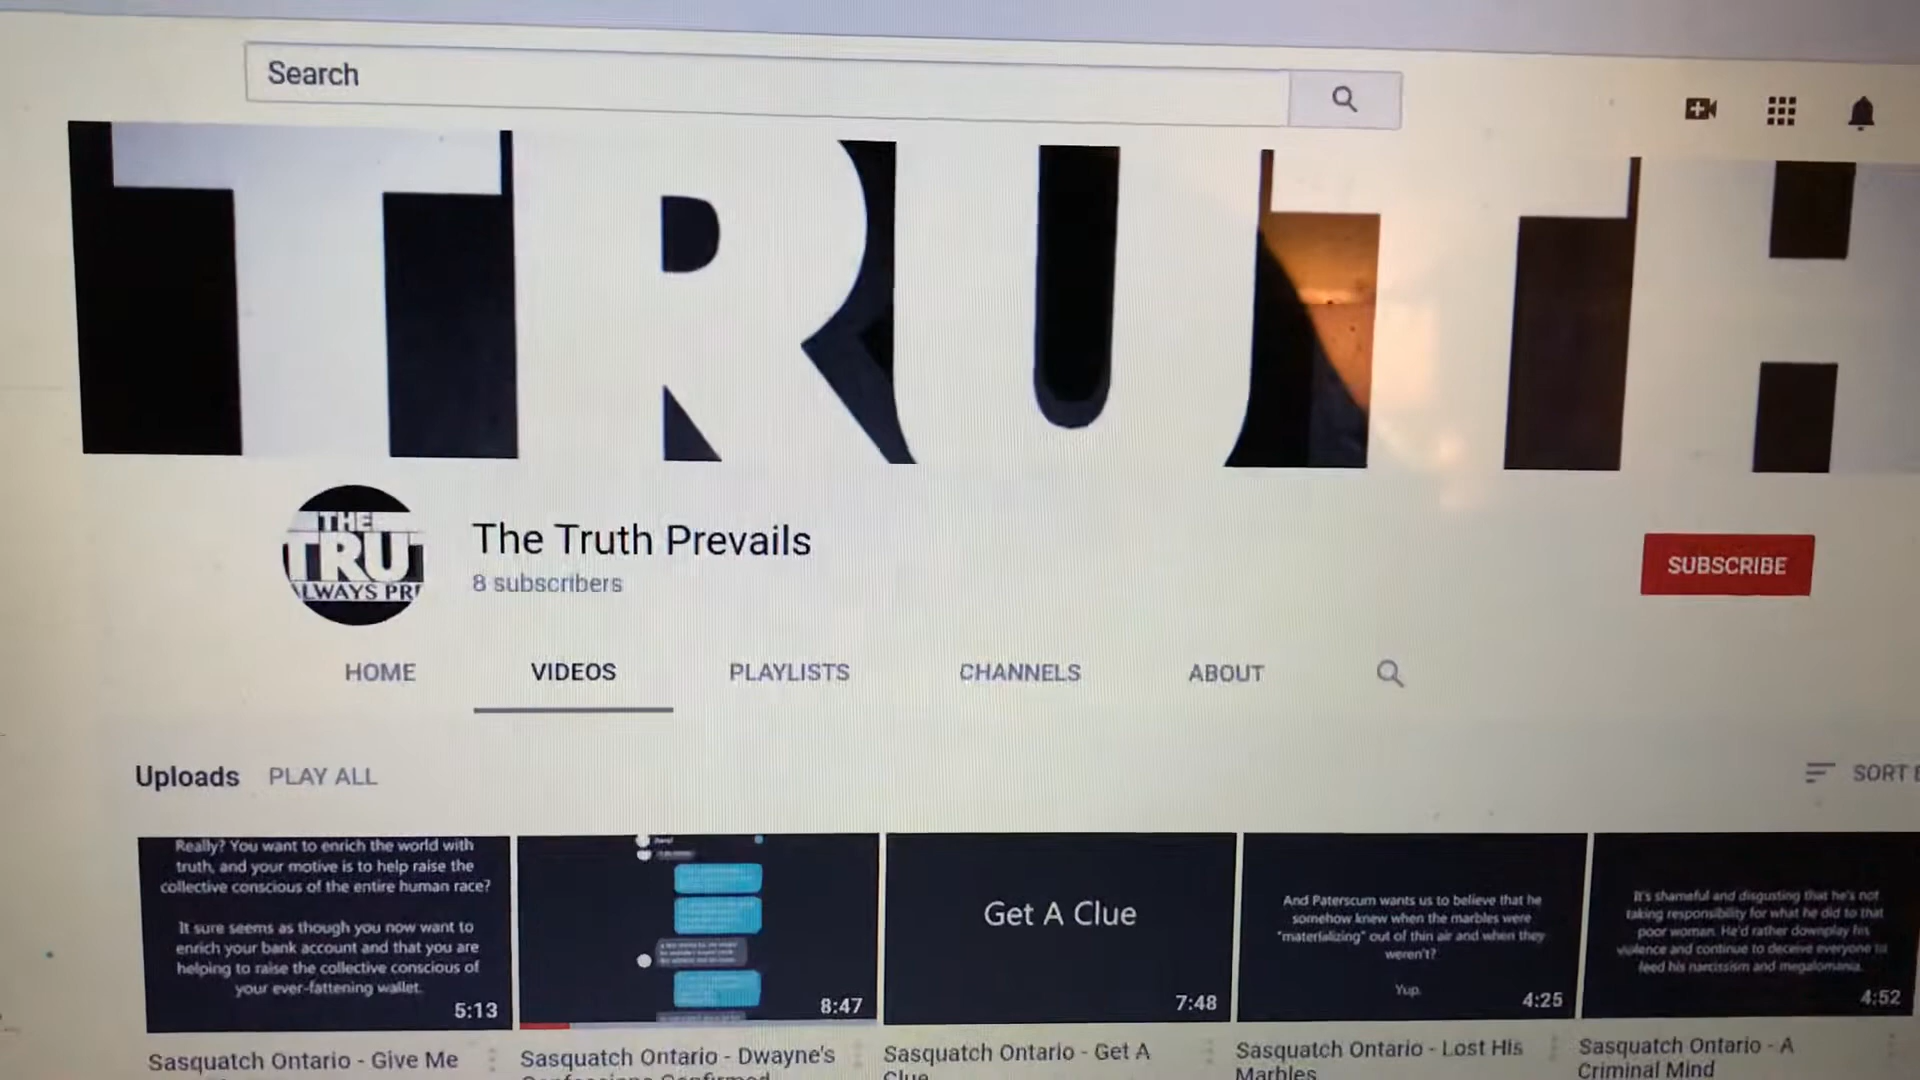 Search
TRUTH
THE
TRUT
ALWAYS PRE
The Truth Prevails
8 subscribers
SUBSCRIBE
HOME VIDEOS PLAYLISTS CHANNELS ABOUT
Uploads PLAY ALL
SORT B
Really? You want to enrich the world with
truth, and your motive is to help raise the
collective conscious of the entire human race?
It sure seems as though you now want to
enrich your bank account and that you are
helping to raise the collective conscious of
your ever-fattening wallet.
5:13
8:47
Get A Clue
7:48
And Paterscum wants us to believe that he
somehow knew when the marbles were
"materializing" out of thin air and when they
weren't?
Yup.
4:25
It's shameful and disgusting that he's not
taking responsibility for what he did to that
poor woman. He'd rather downplay his
violence and continue to deceive everyone to
feed his narcissism and megalomania.
4:52
Sasquatch Ontario - Give Me
Sasquatch Ontario - Dwayne's
Confessions Confirmed
Sasquatch Ontario - Get A
Clue
Sasquatch Ontario - Lost His
Marbles
Sasquatch Ontario - A
Criminal Mind